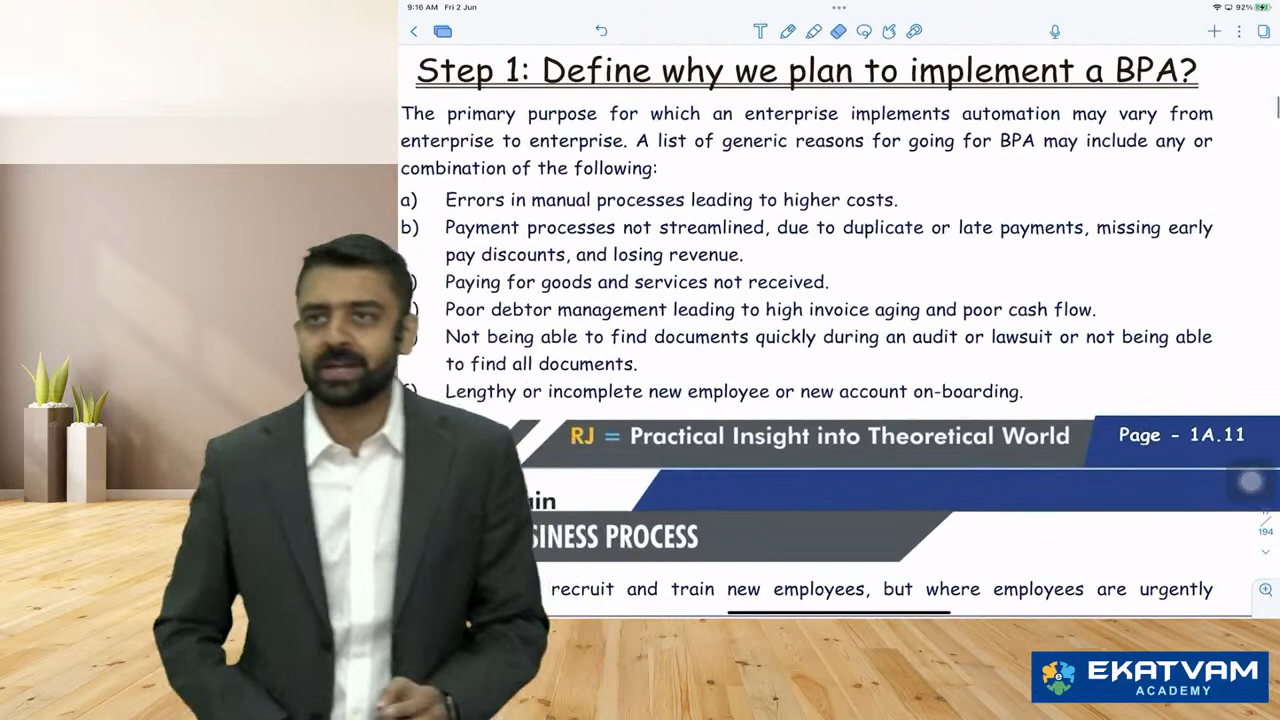 9:16 AM Fri 2 Jun
92%
Step 1: Define why we plan to implement a BPA?
The primary purpose for which an enterprise implements automation may vary from
enterprise to enterprise. A list of generic reasons for going for BPA may include any or
combination of the following:
a) Errors in manual processes leading to higher costs.
b) Payment processes not streamlined, due to duplicate or late payments, missing early
pay discounts, and losing revenue.
) Paying for goods and services not received.
) Poor debtor management leading to high invoice aging and poor cash flow.
) Not being able to find documents quickly during an audit or lawsuit or not being able
to find all documents.
f) Lengthy or incomplete new employee or new account on-boarding.
RJ = Practical Insight into Theoretical World
Page - 1A.11
ain
SINESS PROCESS
194
recruit and train new employees, but where employees are urgently
EKATVAM
ACADEMY